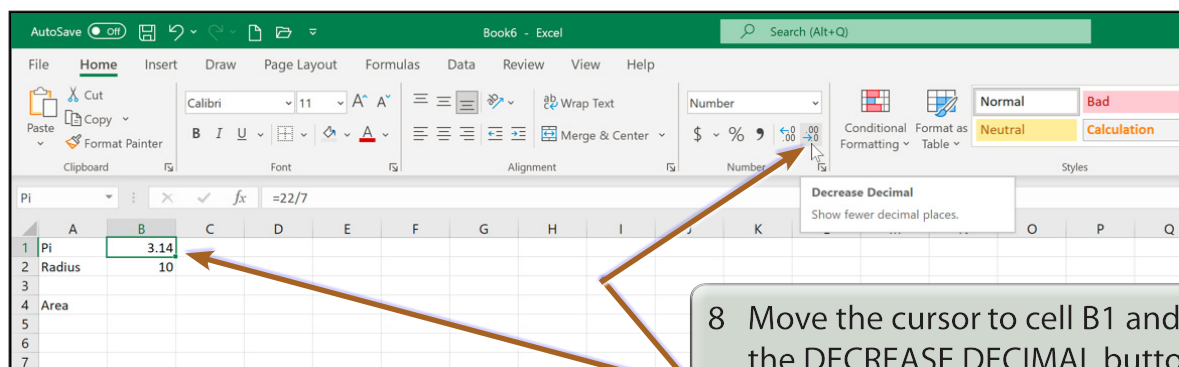 AutoSave Off Book6 - Excel Search (Alt+Q)
File Home Insert Draw Page Layout Formulas Data Review View Help
Paste
Cut
Copy
Format Painter
Clipboard
Calibri 11 A^ A˅
B I U A
Font
ab Wrap Text
Merge & Center
Alignment
Number
$ % 9 .00 .00
Number
Conditional Formatting
Format as Table
Normal Bad
Neutral Calculation
Styles
Decrease Decimal
Show fewer decimal places.
Pi fx =22/7
A B C D E F G H I J K O P Q
1 Pi 3.14
2 Radius 10
3
4 Area
5
6
7
8 Move the cursor to cell B1 and
the DECREASE DECIMAL butto